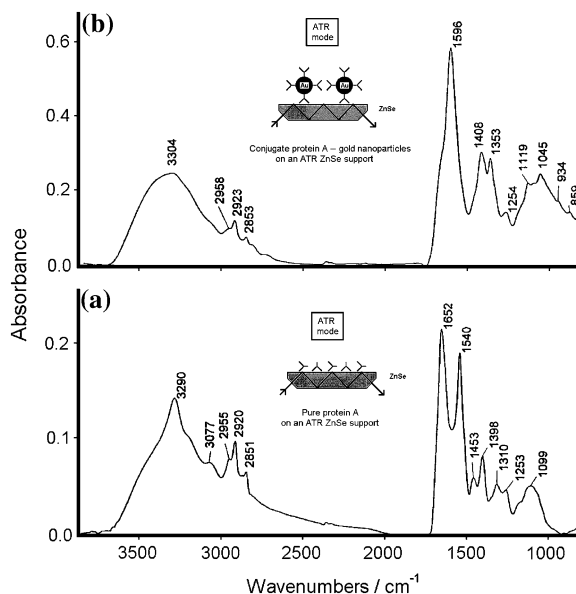 (b)
ATR
mode
Au
Au
ZnSe
Conjugate protein A – gold nanoparticles
on an ATR ZnSe support
0.6
0.4
0.2
0.0
3304
2958
2923
2853
1596
1408
1353
1254
1119
1045
934
859
Absorbance
(a)
ATR
mode
ZnSe
Pure protein A
on an ATR ZnSe support
0.2
0.1
0.0
3290
3077
2955
2920
2851
1652
1540
1453
1398
1310
1253
1099
3500
3000
2500
2000
1500
1000
Wavenumbers / cm⁻¹